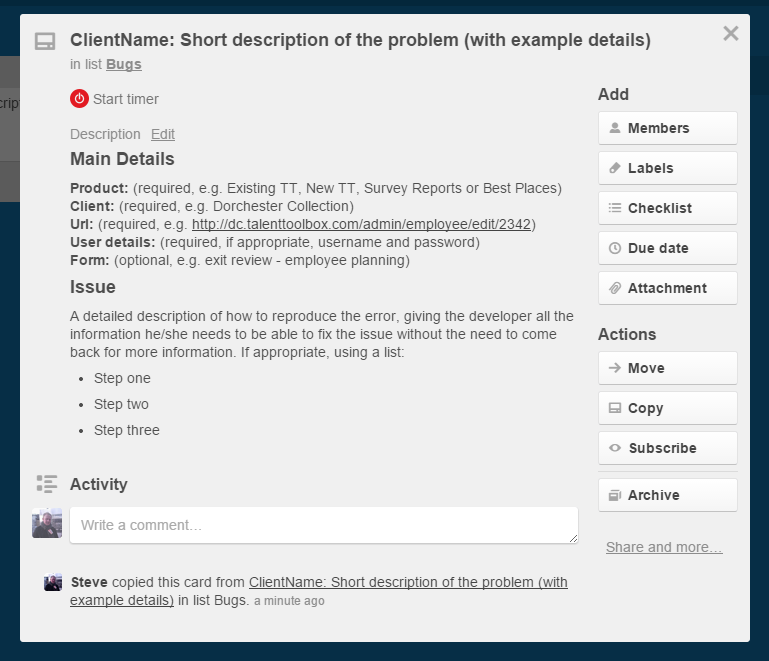 ClientName: Short description of the problem (with example details)
in list Bugs
Start timer
Description Edit
Main Details
Product: (required, e.g. Existing TT, New TT, Survey Reports or Best Places)
Client: (required, e.g. Dorchester Collection)
Url: (required, e.g. http://dc.talenttoolbox.com/admin/employee/edit/2342)
User details: (required, if appropriate, username and password)
Form: (optional, e.g. exit review - employee planning)
Issue
A detailed description of how to reproduce the error, giving the developer all the
information he/she needs to be able to fix the issue without the need to come
back for more information. If appropriate, using a list:
• Step one
• Step two
• Step three
Activity
Write a comment…
Steve copied this card from ClientName: Short description of the problem (with
example details) in list Bugs. a minute ago
Add
Members
Labels
Checklist
Due date
Attachment
Actions
Move
Copy
Subscribe
Archive
Share and more…